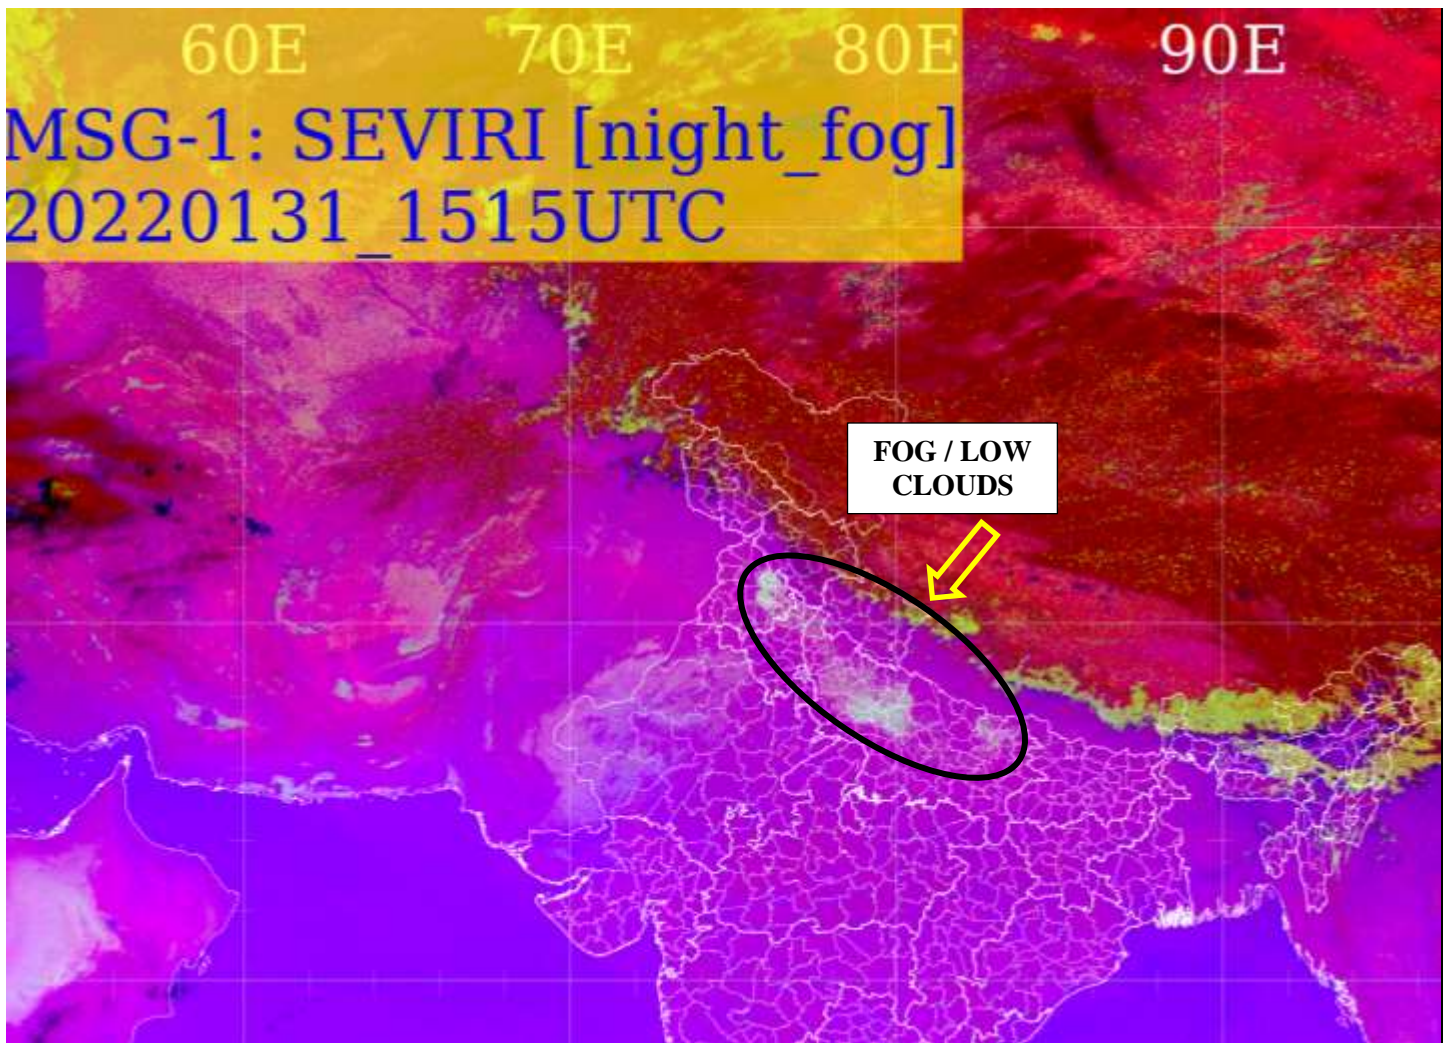 60E 70E 80E 90E
MSG-1: SEVIRI [night_fog]
20220131_1515UTC
FOG / LOW
CLOUDS